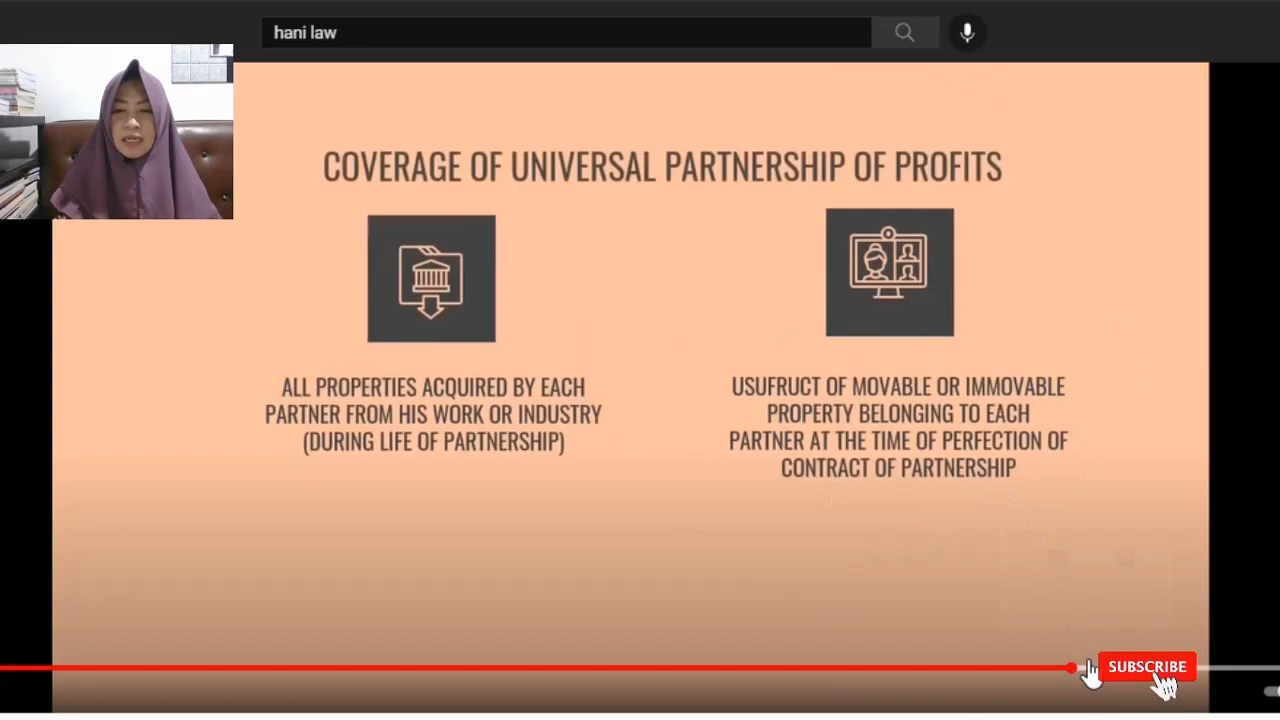 hani law
COVERAGE OF UNIVERSAL PARTNERSHIP OF PROFITS
ALL PROPERTIES ACQUIRED BY EACH
PARTNER FROM HIS WORK OR INDUSTRY
(DURING LIFE OF PARTNERSHIP)
USUFRUCT OF MOVABLE OR IMMOVABLE
PROPERTY BELONGING TO EACH
PARTNER AT THE TIME OF PERFECTION OF
CONTRACT OF PARTNERSHIP
SUBSCRIBE